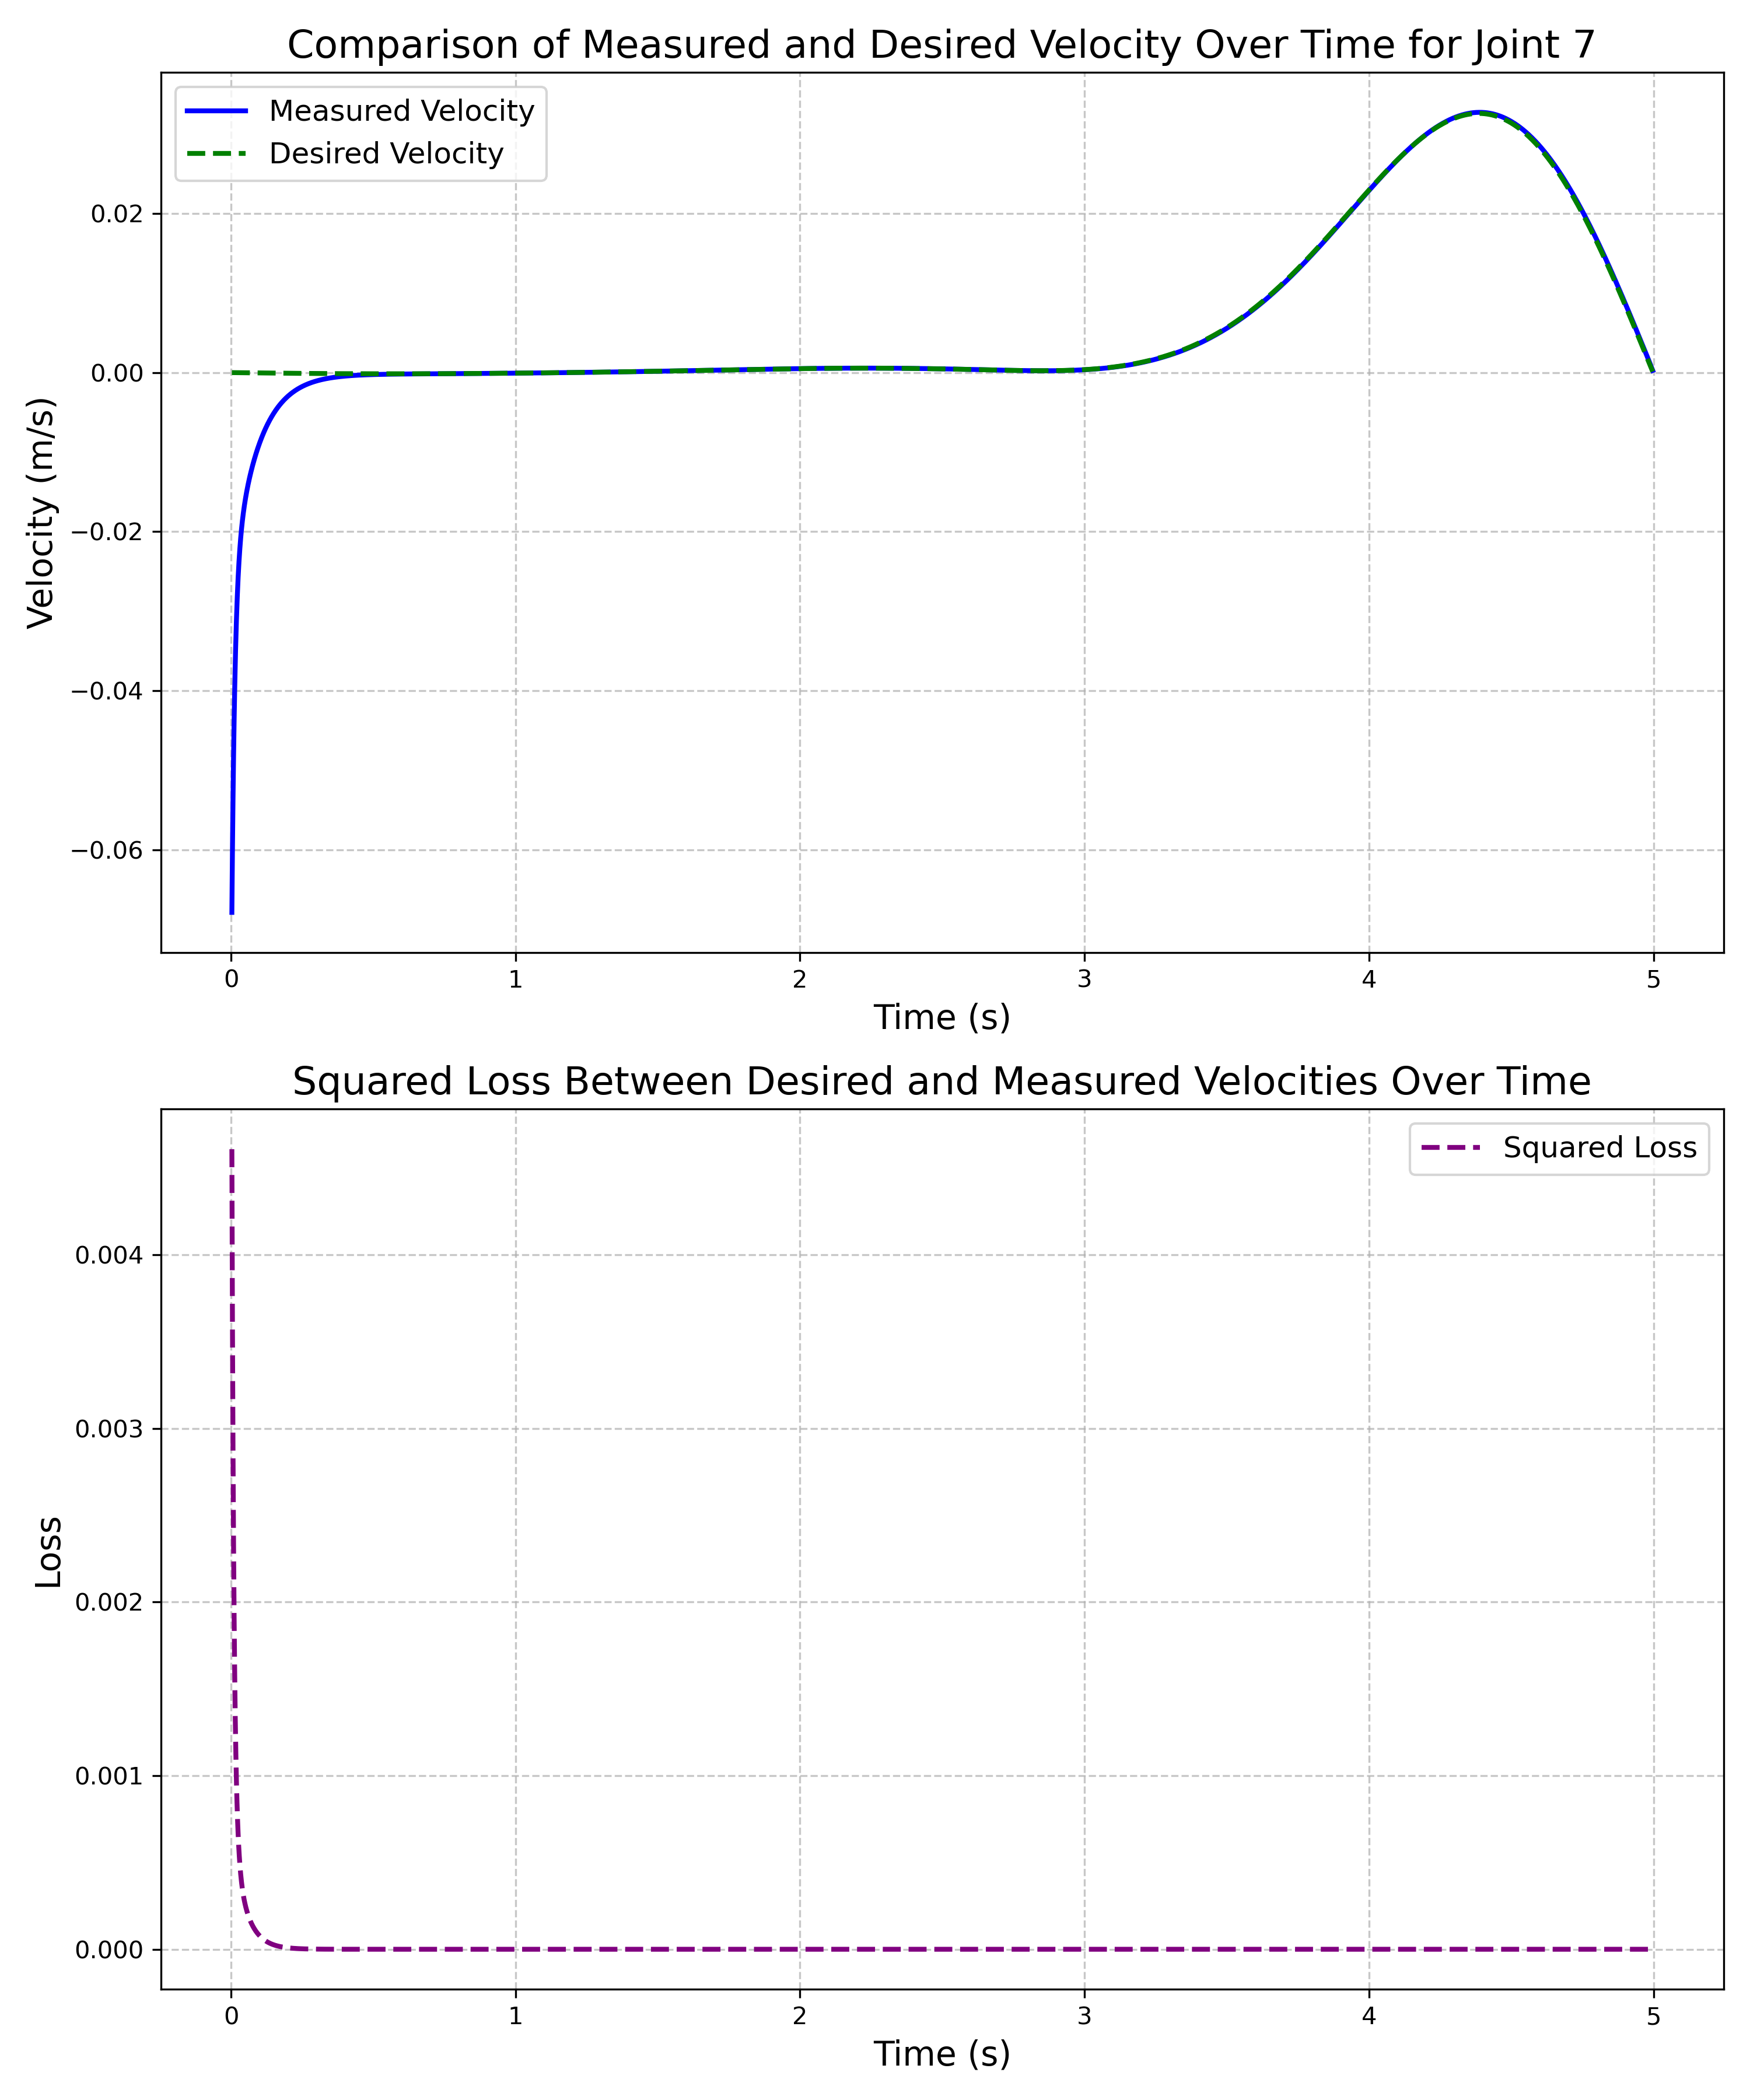 Comparison of Measured and Desired Velocity Over Time for Joint 7
Measured Velocity
Desired Velocity
0.02
0.00
−0.02
−0.04
−0.06
Velocity (m/s)
0 1 2 3 4 5
Time (s)
Squared Loss Between Desired and Measured Velocities Over Time
Squared Loss
0.004
0.003
0.002
0.001
0.000
Loss
0 1 2 3 4 5
Time (s)